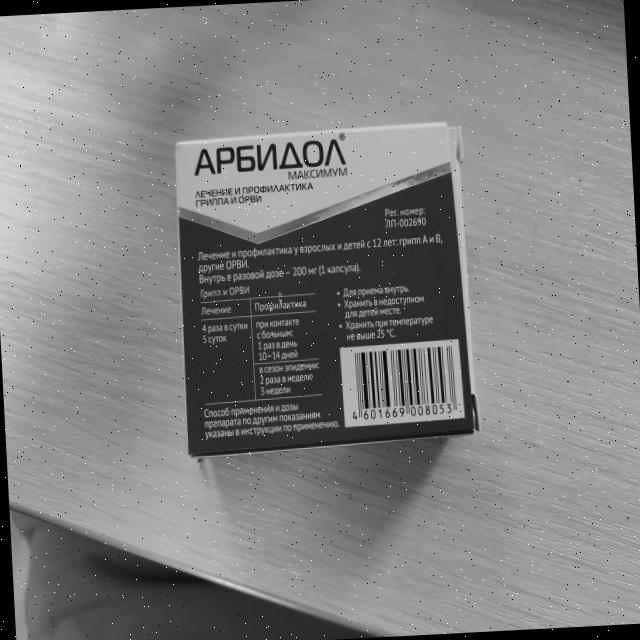 АРБИДОЛ®
МАКСИМУМ
ЛЕЧЕНИЕ И ПРОФИЛАКТИКА
ГРИППА И ОРВИ
Рег. номер:
ЛП-002690
Лечение и профилактика у взрослых и детей с 12 лет: грипп А и В,
другие ОРВИ.
Внутрь в разовой дозе – 200 мг (1 капсула).
Грипп и ОРВИ
Лечение
Профилактика
4 раза в сутки
5 суток
при контакте
с больным:
1 раз в день
10–14 дней
в сезон эпидемии:
2 раза в неделю
3 недели
• Для приема внутрь.
• Хранить в недоступном
для детей месте.
• Хранить при температуре
не выше 25 °С.
Способ применения и дозы
препарата по другим показаниям
указаны в инструкции по применению.
4 601669 008053